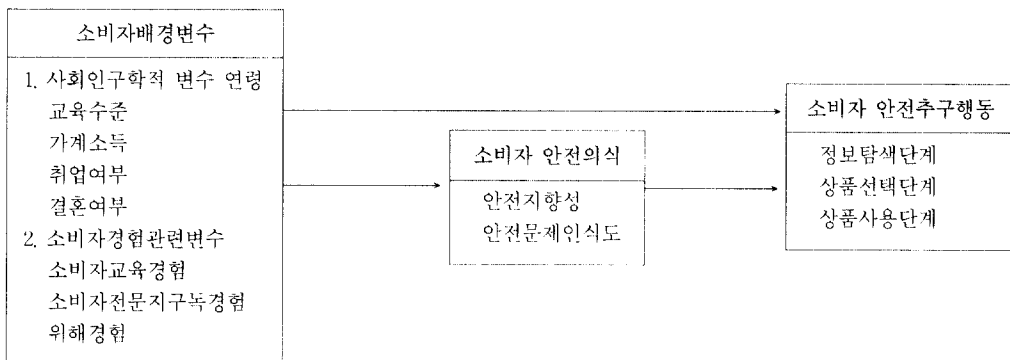 소비자배경변수
1. 사회인구학적 변수 연령
교육수준
가계소득
취업여부
결혼여부
2. 소비자경험관련변수
소비자교육경험
소비자전문지구독경험
위해경험
소비자 안전의식
안전지향성
안전문제인식도
소비자 안전추구행동
정보탐색단계
상품선택단계
상품사용단계